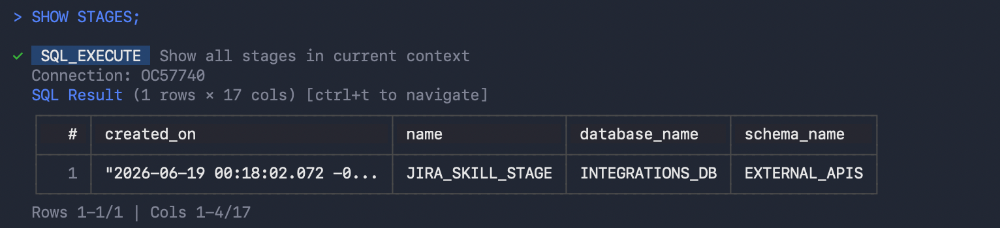 > SHOW STAGES;
✓ SQL_EXECUTE Show all stages in current context
Connection: OC57740
SQL Result (1 rows × 17 cols) [ctrl+t to navigate]
# created_on name database_name schema_name
1 "2026-06-19 00:18:02.072 -0... JIRA_SKILL_STAGE INTEGRATIONS_DB EXTERNAL_APIS
Rows 1-1/1 | Cols 1-4/17